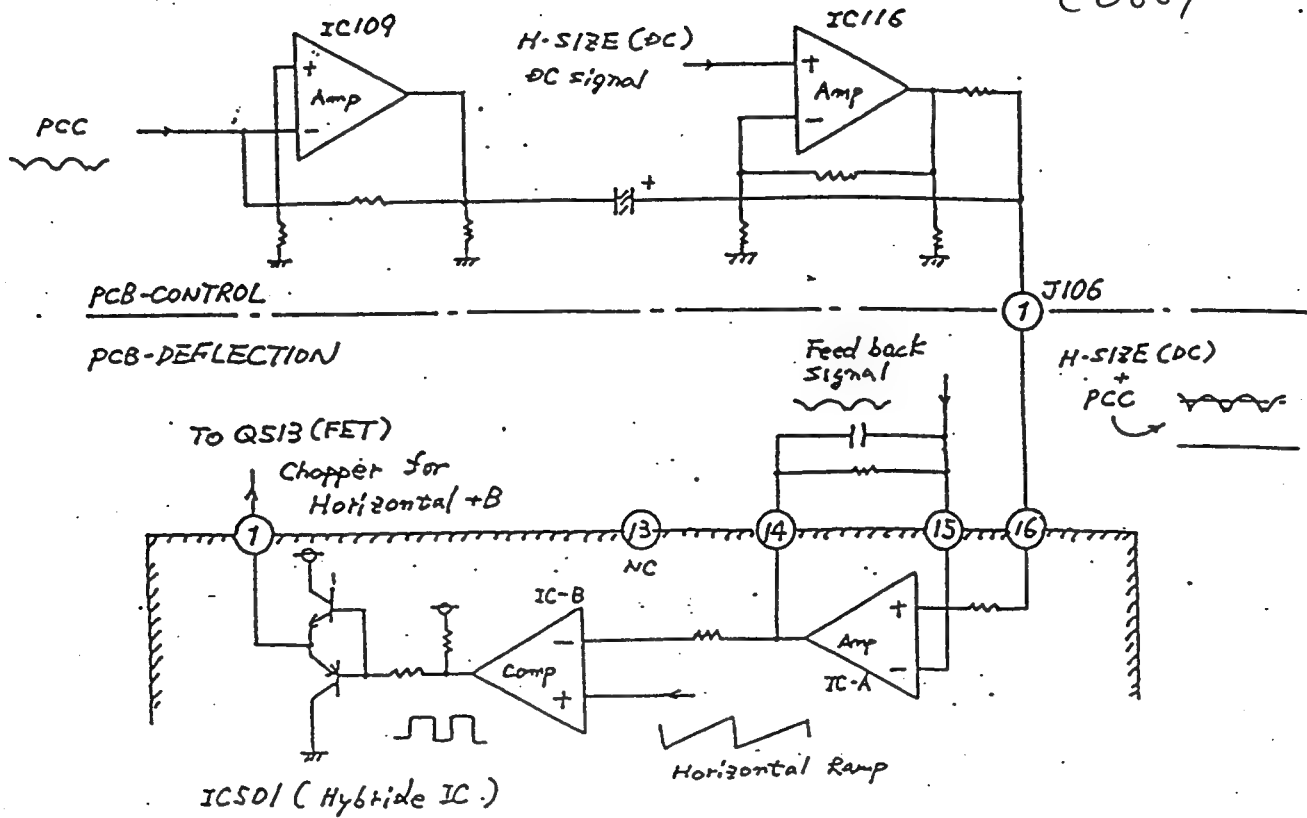 IC109
IC116
H-SIZE (DC)
DC signal
+
Amp
-
+
Amp
-
PCC
+
PCB-CONTROL
J106
1
PCB-DEFLECTION
Feed back
signal
H-SIZE (DC)
+
PCC
To Q513 (FET)
Chopper for
Horizontal +B
1
13
14
15
16
NC
IC-B
-
Comp
+
+
Amp
-
IC-A
Horizontal Ramp
IC501 (Hybride IC.)